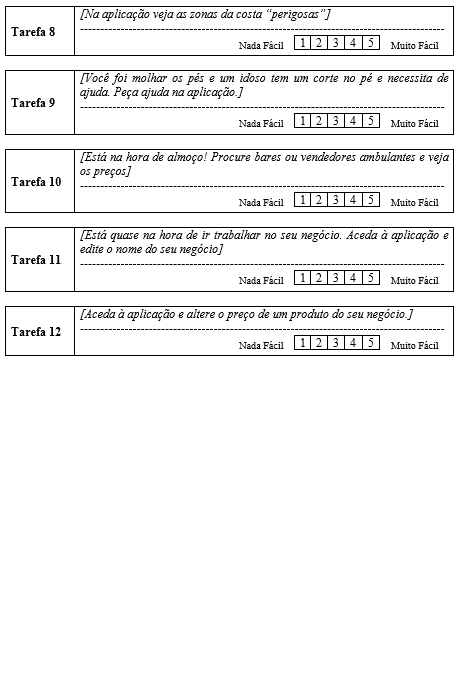 Tarefa 8
[Na aplicação veja as zonas da costa “perigosas”]
Nada Fácil 1 2 3 4 5 Muito Fácil
Tarefa 9
[Você foi molhar os pés e um idoso tem um corte no pé e necessita de
ajuda. Peça ajuda na aplicação.]
Nada Fácil 1 2 3 4 5 Muito Fácil
Tarefa 10
[Está na hora de almoço! Procure bares ou vendedores ambulantes e veja
os preços]
Nada Fácil 1 2 3 4 5 Muito Fácil
Tarefa 11
[Está quase na hora de ir trabalhar no seu negócio. Aceda à aplicação e
edite o nome do seu negócio]
Nada Fácil 1 2 3 4 5 Muito Fácil
Tarefa 12
[Aceda à aplicação e altere o preço de um produto do seu negócio.]
Nada Fácil 1 2 3 4 5 Muito Fácil